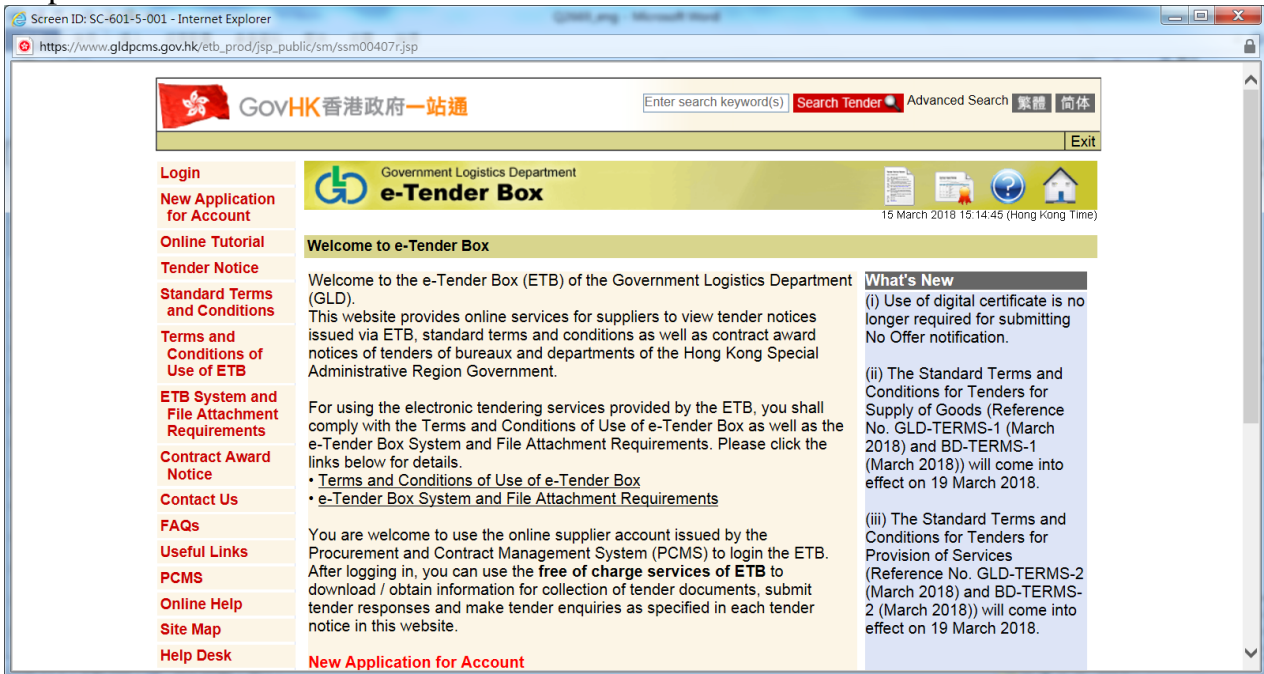 Screen ID: SC-601-5-001 - Internet Explorer
Q2665_eng - Microsoft Word
https://www.gldpcms.gov.hk/etb_prod/jsp_public/sm/ssm00407r.jsp
GovHK香港政府一站通
Enter search keyword(s)
Search Tender
Advanced Search
繁體
简体
Exit
Login
New Application
for Account
Online Tutorial
Tender Notice
Standard Terms
and Conditions
Terms and
Conditions of
Use of ETB
ETB System and
File Attachment
Requirements
Contract Award
Notice
Contact Us
FAQs
Useful Links
PCMS
Online Help
Site Map
Help Desk
Government Logistics Department
e-Tender Box
15 March 2018 15:14:45 (Hong Kong Time)
Welcome to e-Tender Box
Welcome to the e-Tender Box (ETB) of the Government Logistics Department
(GLD).
This website provides online services for suppliers to view tender notices
issued via ETB, standard terms and conditions as well as contract award
notices of tenders of bureaux and departments of the Hong Kong Special
Administrative Region Government.
For using the electronic tendering services provided by the ETB, you shall
comply with the Terms and Conditions of Use of e-Tender Box as well as the
e-Tender Box System and File Attachment Requirements. Please click the
links below for details.
• Terms and Conditions of Use of e-Tender Box
• e-Tender Box System and File Attachment Requirements
You are welcome to use the online supplier account issued by the
Procurement and Contract Management System (PCMS) to login the ETB.
After logging in, you can use the free of charge services of ETB to
download / obtain information for collection of tender documents, submit
tender responses and make tender enquiries as specified in each tender
notice in this website.
New Application for Account
What's New
(i) Use of digital certificate is no
longer required for submitting
No Offer notification.
(ii) The Standard Terms and
Conditions for Tenders for
Supply of Goods (Reference
No. GLD-TERMS-1 (March
2018) and BD-TERMS-1
(March 2018)) will come into
effect on 19 March 2018.
(iii) The Standard Terms and
Conditions for Tenders for
Provision of Services
(Reference No. GLD-TERMS-2
(March 2018) and BD-TERMS-
2 (March 2018)) will come into
effect on 19 March 2018.